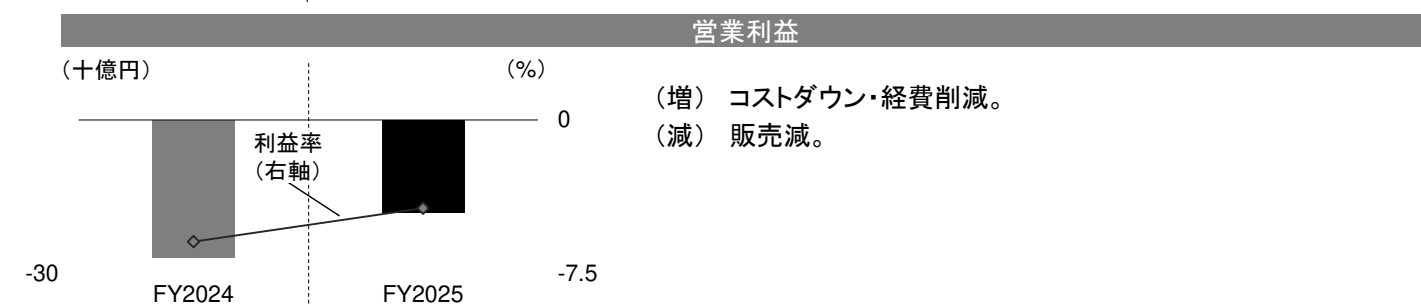 営業利益
（十億円）
（%）
0
利益率
（右軸）
-30
-7.5
FY2024
FY2025
（増） コストダウン・経費削減。
（減） 販売減。